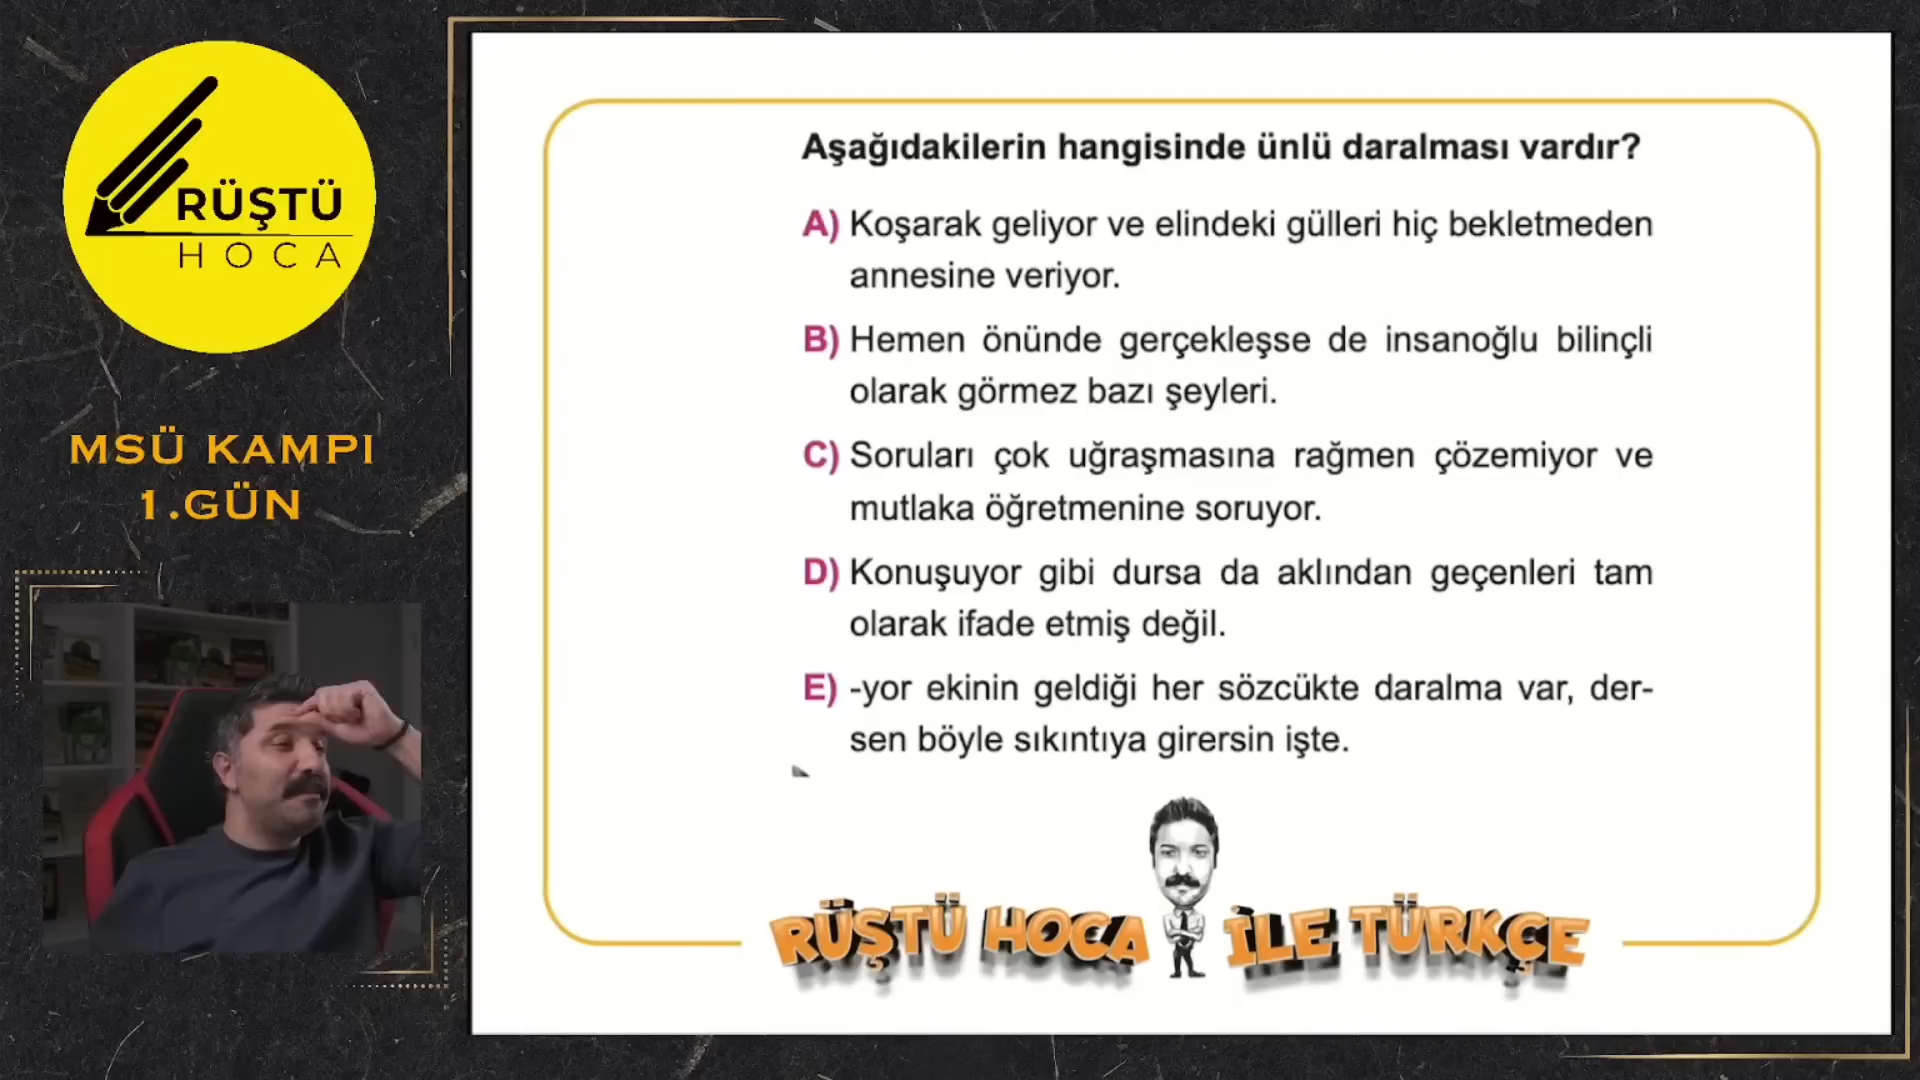 RÜŞTÜ
HOCA
MSÜ KAMPI
1.GÜN
Aşağıdakilerin hangisinde ünlü daralması vardır?
A) Koşarak geliyor ve elindeki gülleri hiç bekletmeden
annesine veriyor.
B) Hemen önünde gerçekleşse de insanoğlu bilinçli
olarak görmez bazı şeyleri.
C) Soruları çok uğraşmasına rağmen çözemiyor ve
mutlaka öğretmenine soruyor.
D) Konuşuyor gibi dursa da aklından geçenleri tam
olarak ifade etmiş değil.
E) -yor ekinin geldiği her sözcükte daralma var, der-
sen böyle sıkıntıya girersin işte.
RÜŞTÜ HOCA İLE TÜRKÇE